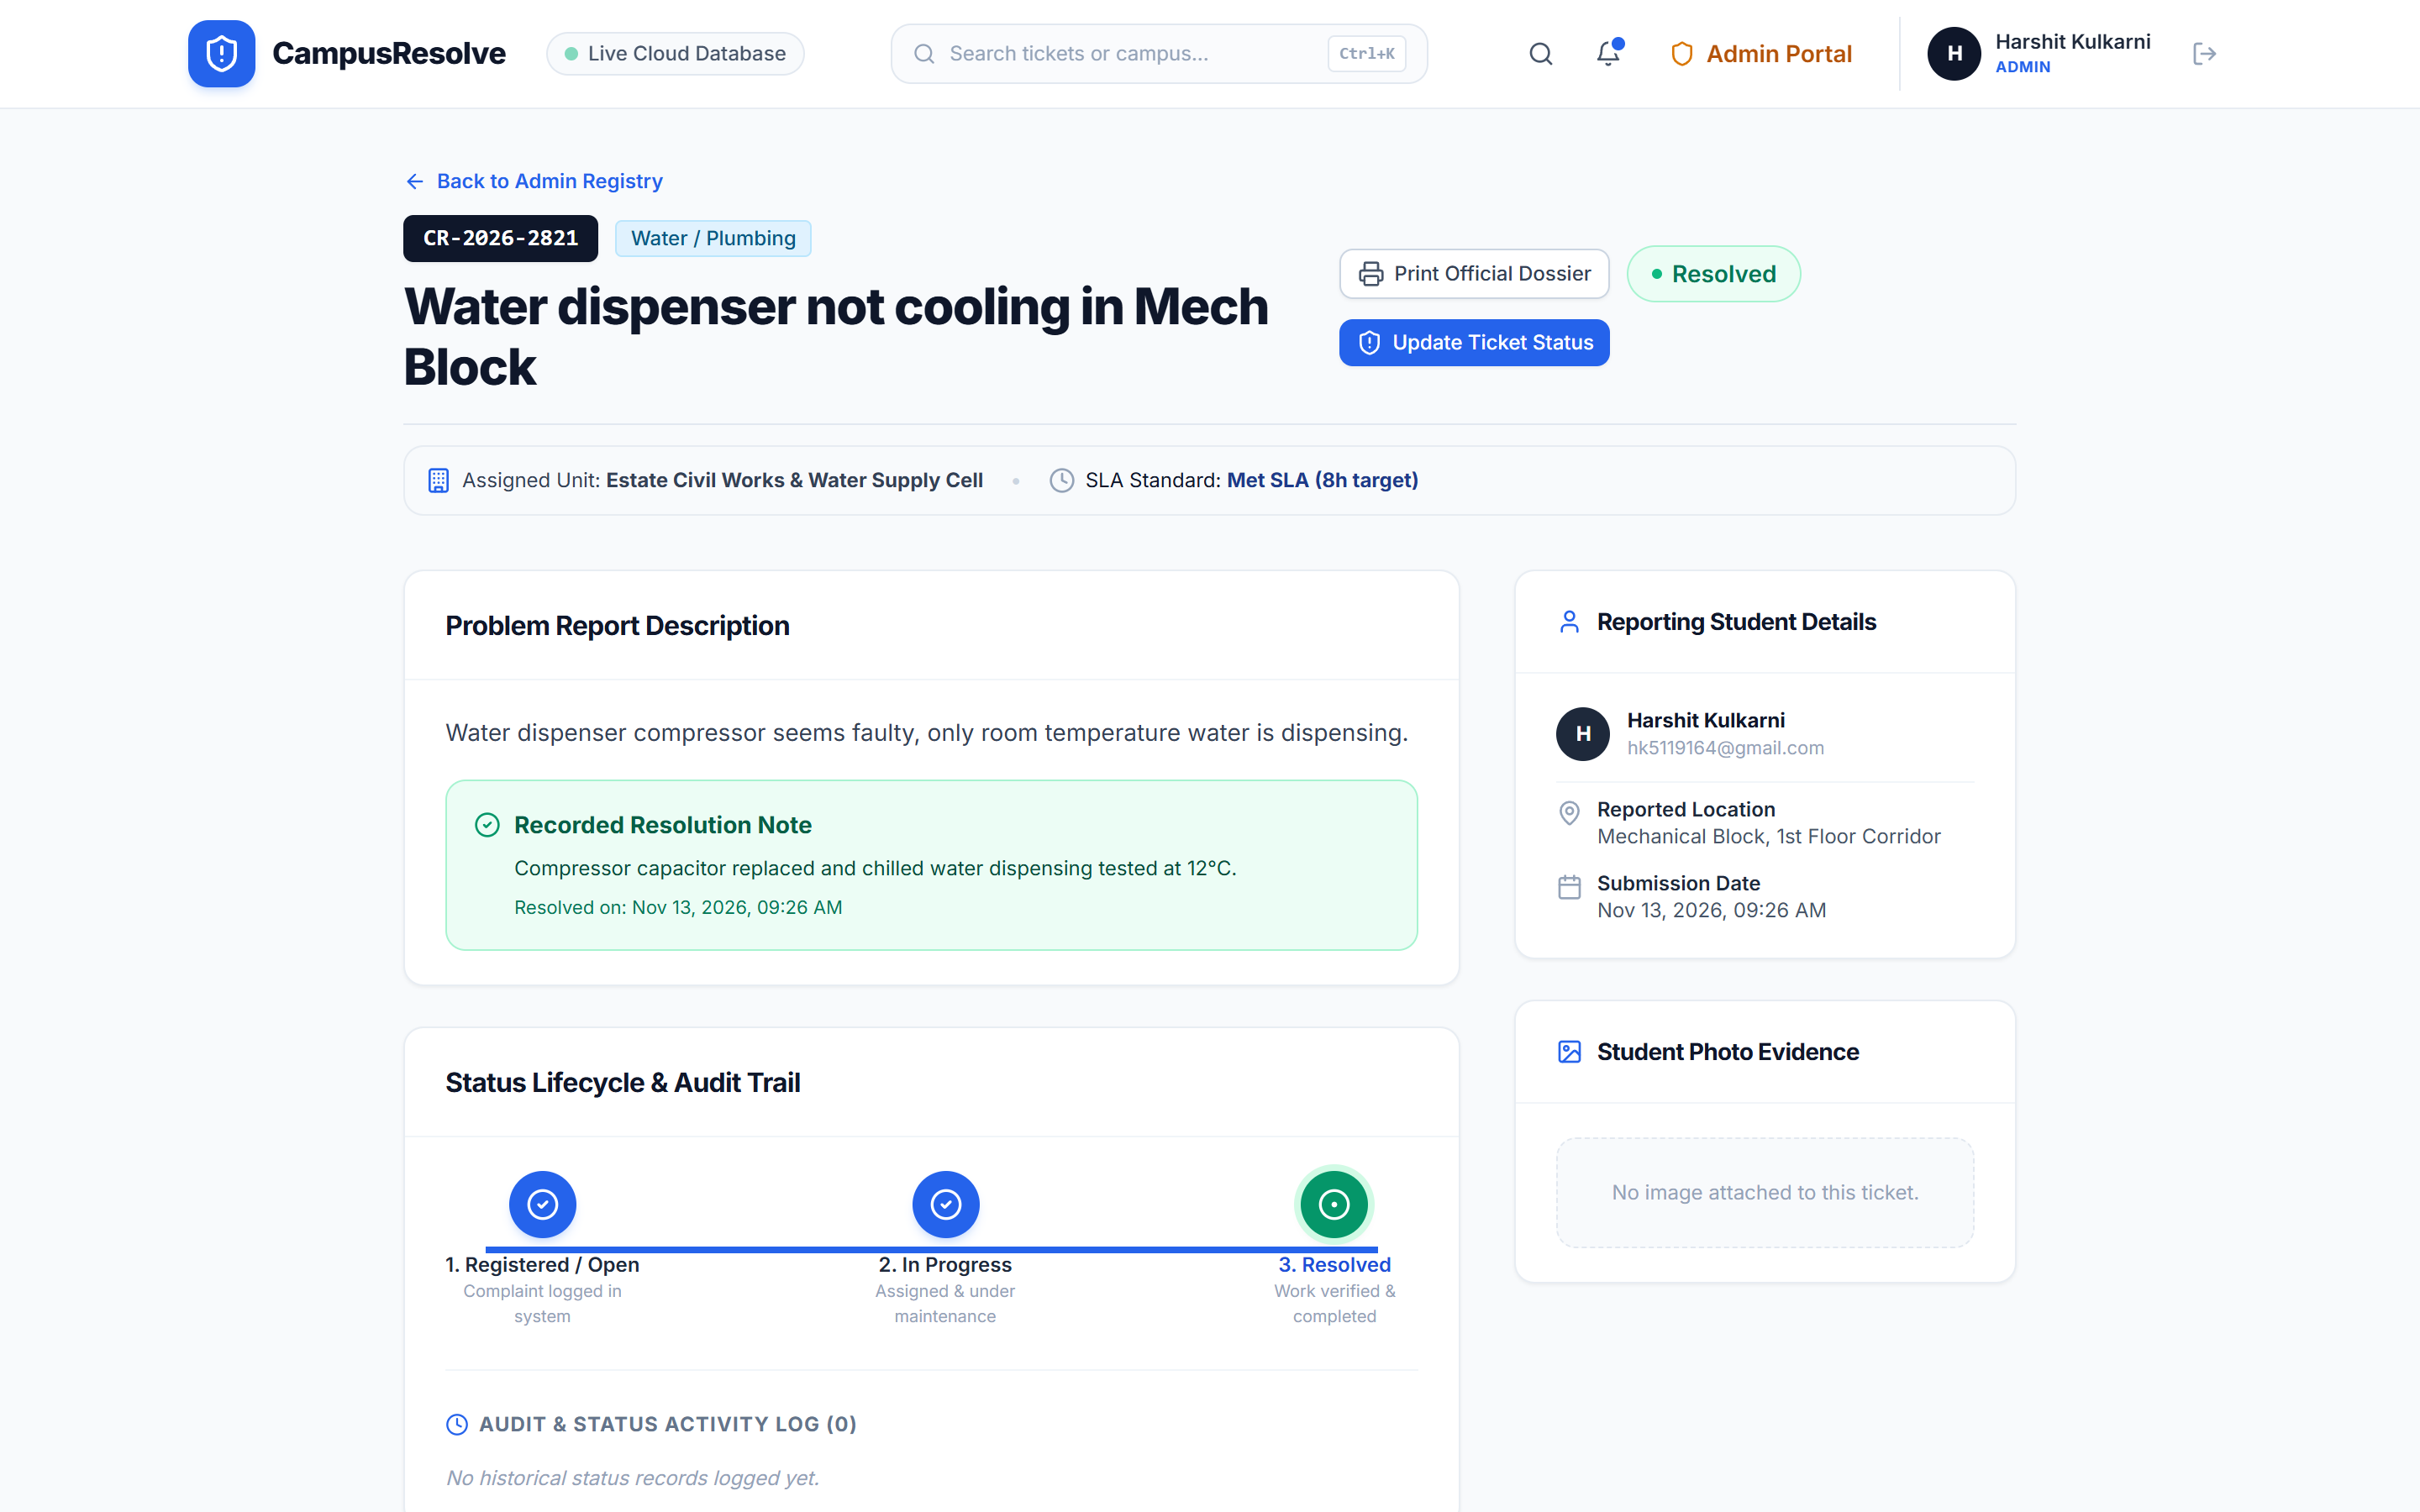 CampusResolve
Live Cloud Database
Search tickets or campus...
Ctrl+K
Admin Portal
H
Harshit Kulkarni
ADMIN
Back to Admin Registry
CR-2026-2821
Water / Plumbing
Water dispenser not cooling in Mech
Block
Print Official Dossier
Resolved
Update Ticket Status
Assigned Unit: Estate Civil Works & Water Supply Cell
SLA Standard: Met SLA (8h target)
Problem Report Description
Water dispenser compressor seems faulty, only room temperature water is dispensing.
Recorded Resolution Note
Compressor capacitor replaced and chilled water dispensing tested at 12°C.
Resolved on: Nov 13, 2026, 09:26 AM
Status Lifecycle & Audit Trail
1. Registered / Open
Complaint logged in
system
2. In Progress
Assigned & under
maintenance
3. Resolved
Work verified &
completed
AUDIT & STATUS ACTIVITY LOG (0)
No historical status records logged yet.
Reporting Student Details
H
Harshit Kulkarni
hk5119164@gmail.com
Reported Location
Mechanical Block, 1st Floor Corridor
Submission Date
Nov 13, 2026, 09:26 AM
Student Photo Evidence
No image attached to this ticket.